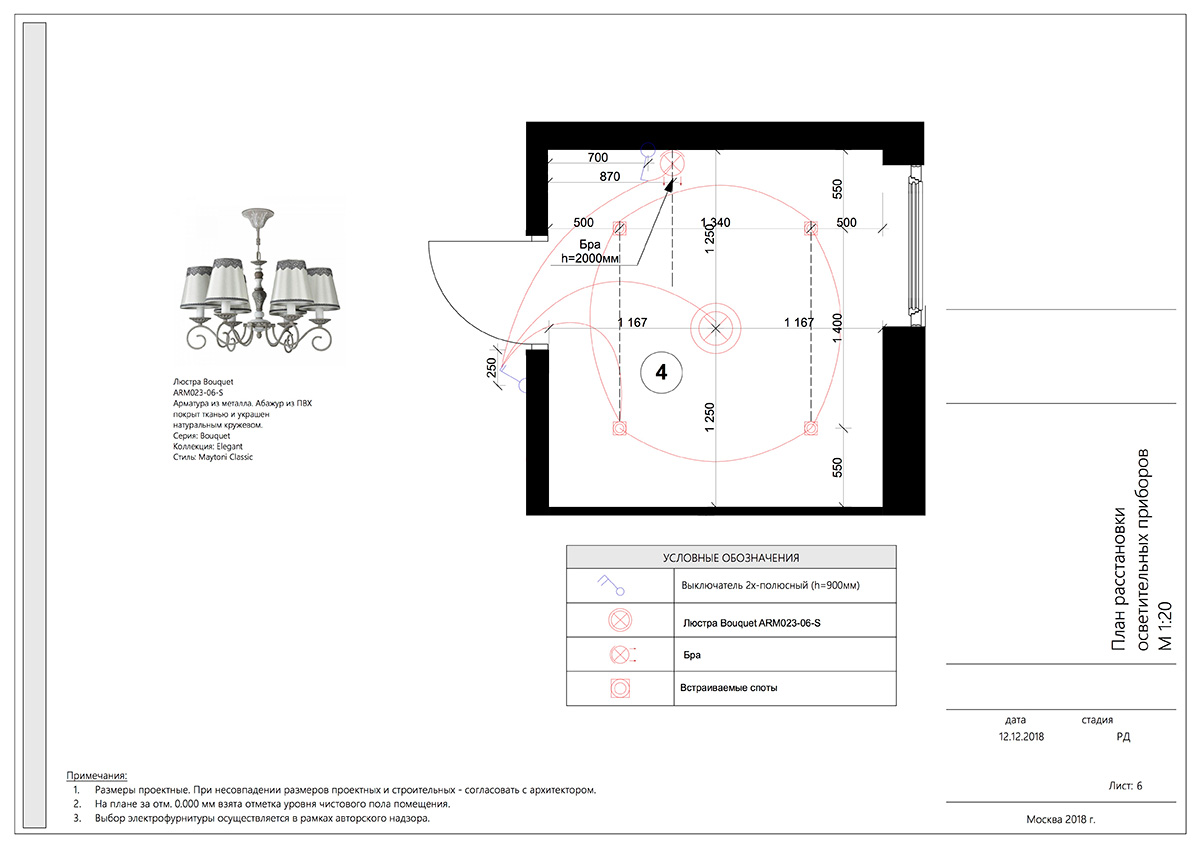 700
870
550
500
1 340
500
1 250
Бра
h=2000мм
1 167
1 167
1 400
250
4
1 250
550
Люстра Bouquet
ARM023-06-S
Арматура из металла. Абажур из ПВХ
покрыт тканью и украшен
натуральным кружевом.
Серия: Bouquet
Коллекция: Elegant
Стиль: Maytoni Classic
УСЛОВНЫЕ ОБОЗНАЧЕНИЯ
Выключатель 2х-полюсный (h=900мм)
Люстра Bouquet ARM023-06-S
Бра
Встраиваемые споты
План расстановки
осветительных приборов
М 1:20
дата стадия
12.12.2018 РД
Лист: 6
Москва 2018 г.
Примечания:
1. Размеры проектные. При несовпадении размеров проектных и строительных - согласовать с архитектором.
2. На плане за отм. 0.000 мм взята отметка уровня чистового пола помещения.
3. Выбор электрофурнитуры осуществляется в рамках авторского надзора.